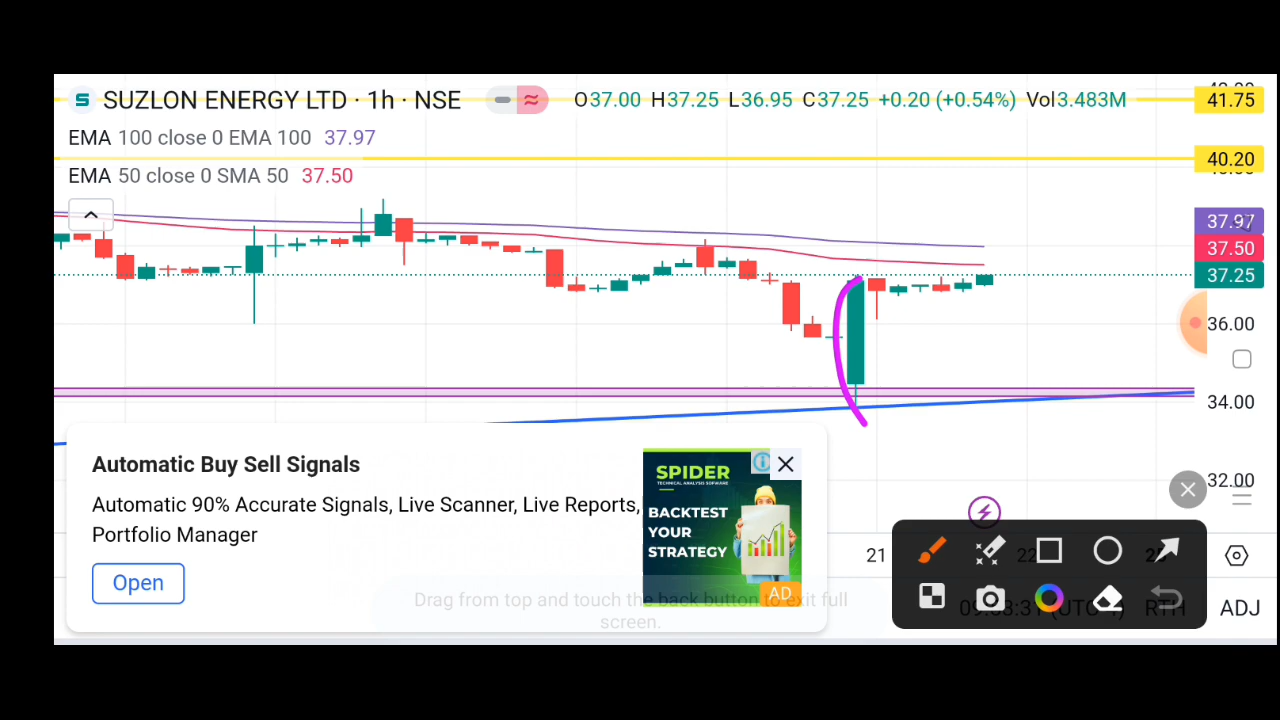 SUZLON ENERGY LTD · 1h · NSE O37.00 H37.25 L36.95 C37.25 +0.20 (+0.54%) Vol3.483M
41.75
EMA 100 close 0 EMA 100 37.97
40.20
EMA 50 close 0 SMA 50 37.50
37.97
37.50
37.25
36.00
34.00
32.00
Automatic Buy Sell Signals
Automatic 90% Accurate Signals, Live Scanner, Live Reports,
Portfolio Manager
Open
SPIDER
TECHNICAL ANALYSIS SOFWARE
BACKTEST
YOUR
STRATEGY
AD
21
Drag from top and touch the back button to exit full
screen.
RTH ADJ